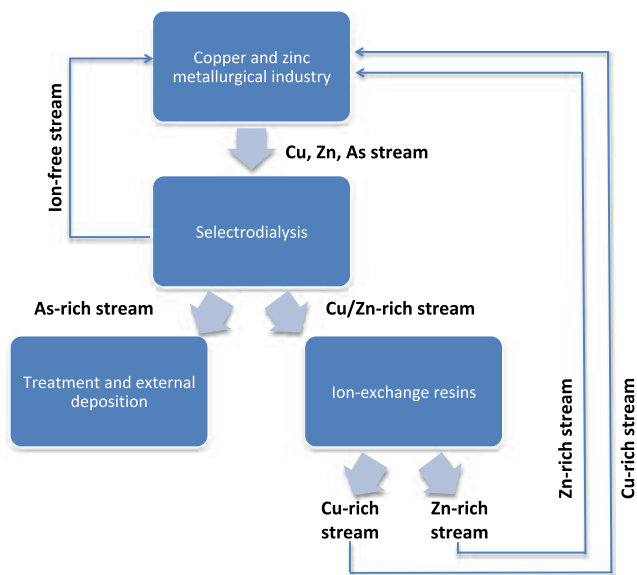 Copper and zinc
metallurgical industry
Ion-free stream
Cu, Zn, As stream
Selectrodialysis
As-rich stream
Cu/Zn-rich stream
Treatment and external
deposition
Ion-exchange resins
Zn-rich stream
Cu-rich stream
Cu-rich
stream
Zn-rich
stream